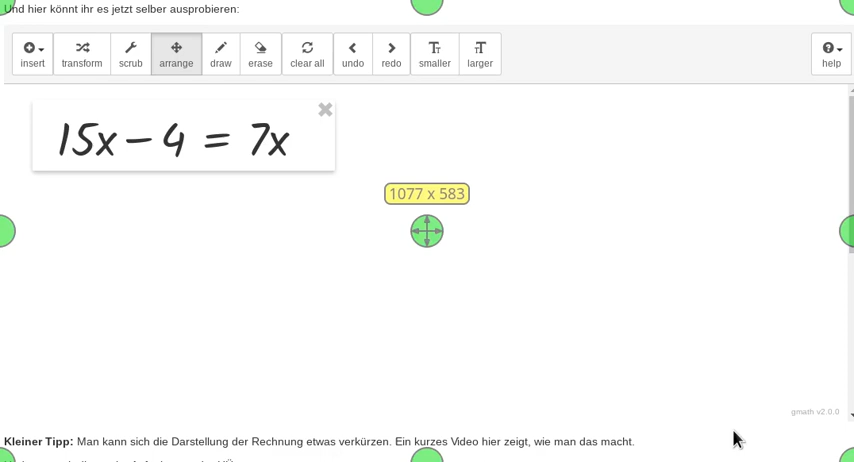 Und hier könnt ihr es jetzt selber ausprobieren:
insert transform scrub arrange draw erase clear all undo redo smaller larger help
15x − 4 = 7x
1077 x 583
gmath v2.0.0
Kleiner Tipp: Man kann sich die Darstellung der Rechnung etwas verkürzen. Ein kurzes Video hier zeigt, wie man das macht.